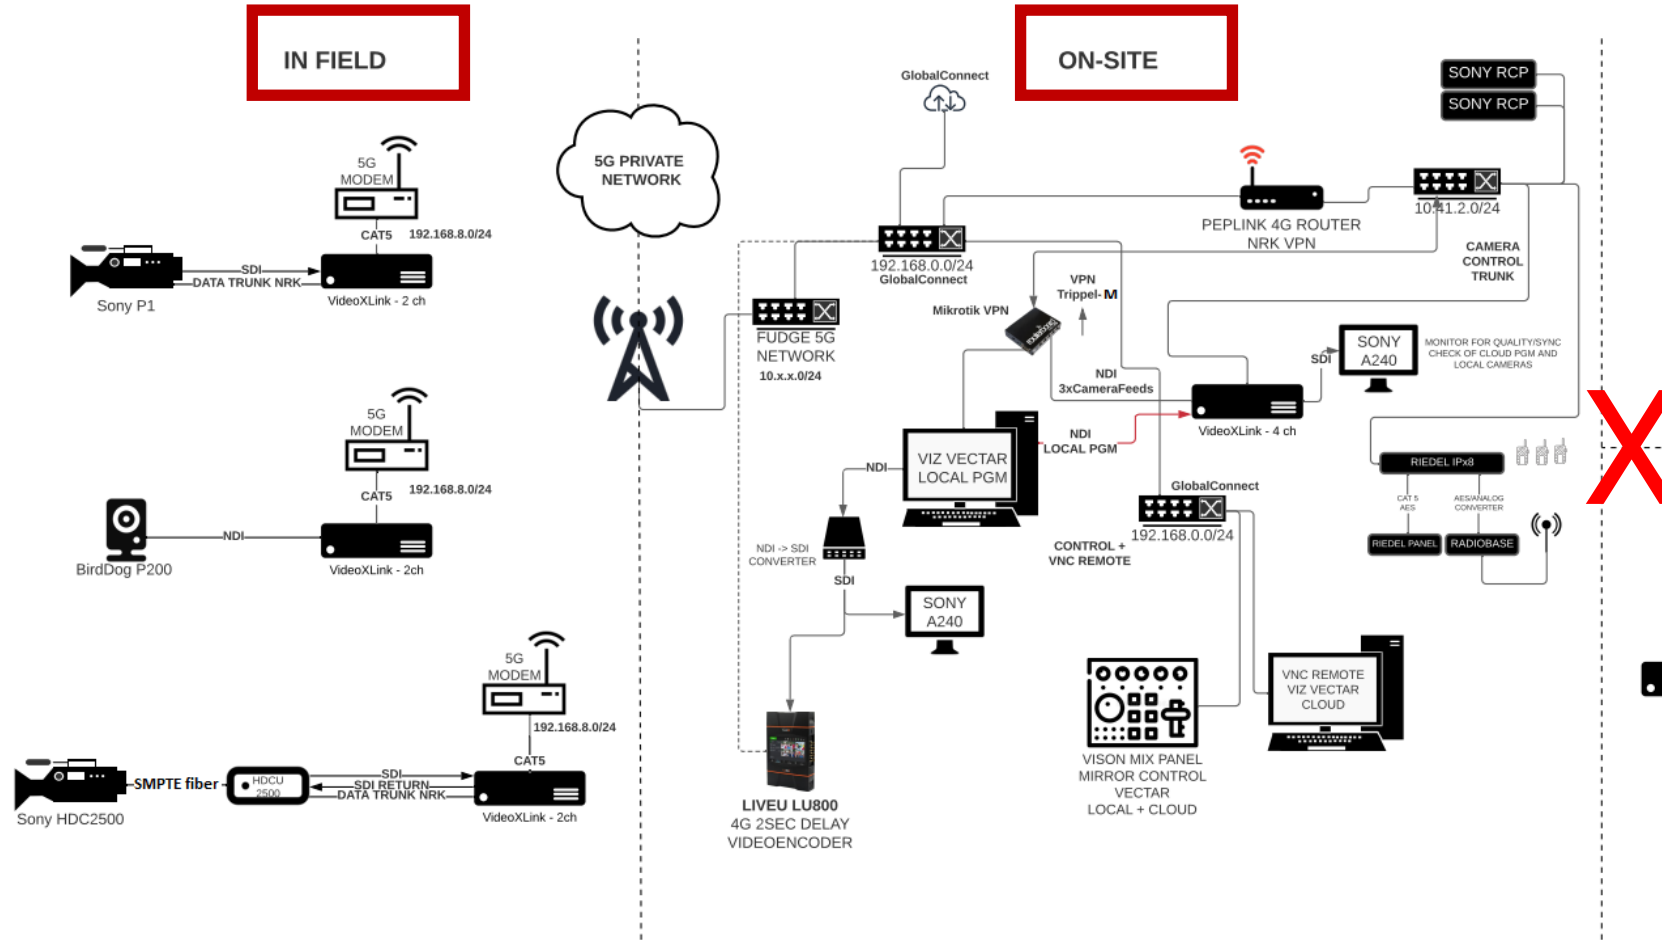 IN FIELD
ON-SITE
5G
MODEM
CAT5
192.168.8.0/24
SDI
DATA TRUNK NRK
Sony P1
VideoXLink - 2 ch
5G
MODEM
CAT5
192.168.8.0/24
NDI
BirdDog P200
VideoXLink - 2ch
5G
MODEM
192.168.8.0/24
CAT5
SMPTE fiber
HDCU
2500
SDI
SDI RETURN
DATA TRUNK NRK
Sony HDC2500
VideoXLink - 2ch
5G PRIVATE
NETWORK
GlobalConnect
192.168.0.0/24
GlobalConnect
FUDGE 5G
NETWORK
10.x.x.0/24
PEPLINK 4G ROUTER
NRK VPN
SONY RCP
SONY RCP
10.41.2.0/24
CAMERA
CONTROL
TRUNK
Mikrotik VPN
VPN
Trippel-M
NDI
3xCameraFeeds
SDI
SONY
A240
MONITOR FOR QUALITY/SYNC
CHECK OF CLOUD PGM AND
LOCAL CAMERAS
VideoXLink - 4 ch
VIZ VECTAR
LOCAL PGM
NDI
LOCAL PGM
NDI
NDI -> SDI
CONVERTER
SDI
SONY
A240
LIVEU LU800
4G 2SEC DELAY
VIDEOENCODER
GlobalConnect
192.168.0.0/24
CONTROL +
VNC REMOTE
RIEDEL IPx8
CAT 5
AES
AES/ANALOG
CONVERTER
RIEDEL PANEL
RADIOBASE
VNC REMOTE
VIZ VECTAR
CLOUD
VISON MIX PANEL
MIRROR CONTROL
VECTAR
LOCAL + CLOUD
X